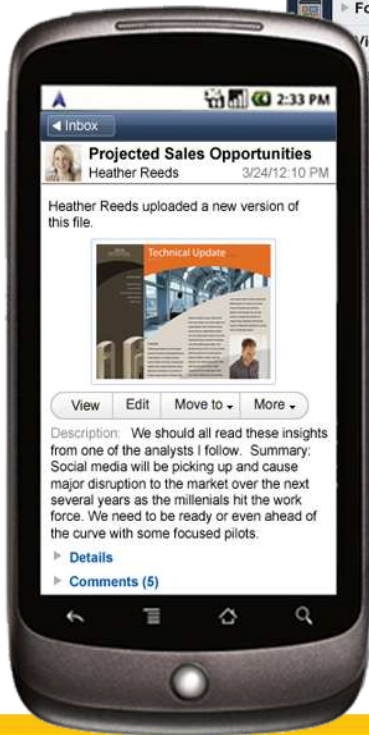 Fo
Vi
2:33 PM
Inbox
Projected Sales Opportunities
Heather Reeds 3/24/12:10 PM
Heather Reeds uploaded a new version of
this file.
Technical Update
View Edit Move to More
Description: We should all read these insights
from one of the analysts I follow. Summary:
Social media will be picking up and cause
major disruption to the market over the next
several years as the millenials hit the work
force. We need to be ready or even ahead of
the curve with some focused pilots.
Details
Comments (5)